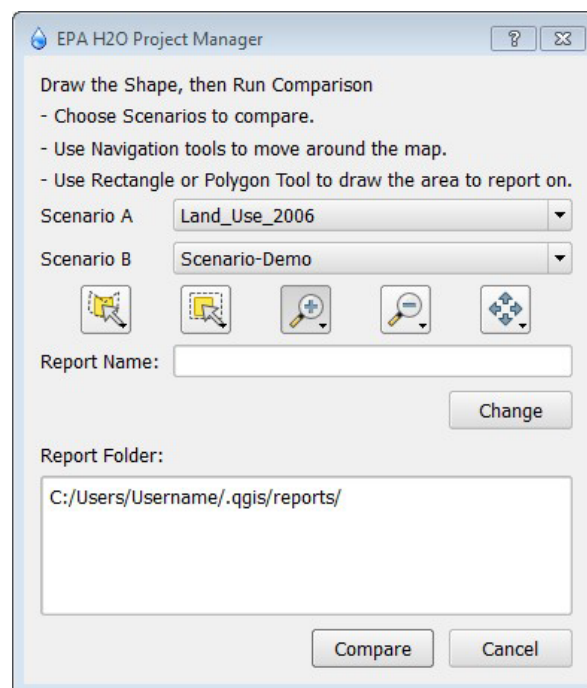 EPA H2O Project Manager
Draw the Shape, then Run Comparison
- Choose Scenarios to compare.
- Use Navigation tools to move around the map.
- Use Rectangle or Polygon Tool to draw the area to report on.
Scenario A Land_Use_2006
Scenario B Scenario-Demo
Report Name:
Change
Report Folder:
C:/Users/Username/.qgis/reports/
Compare Cancel